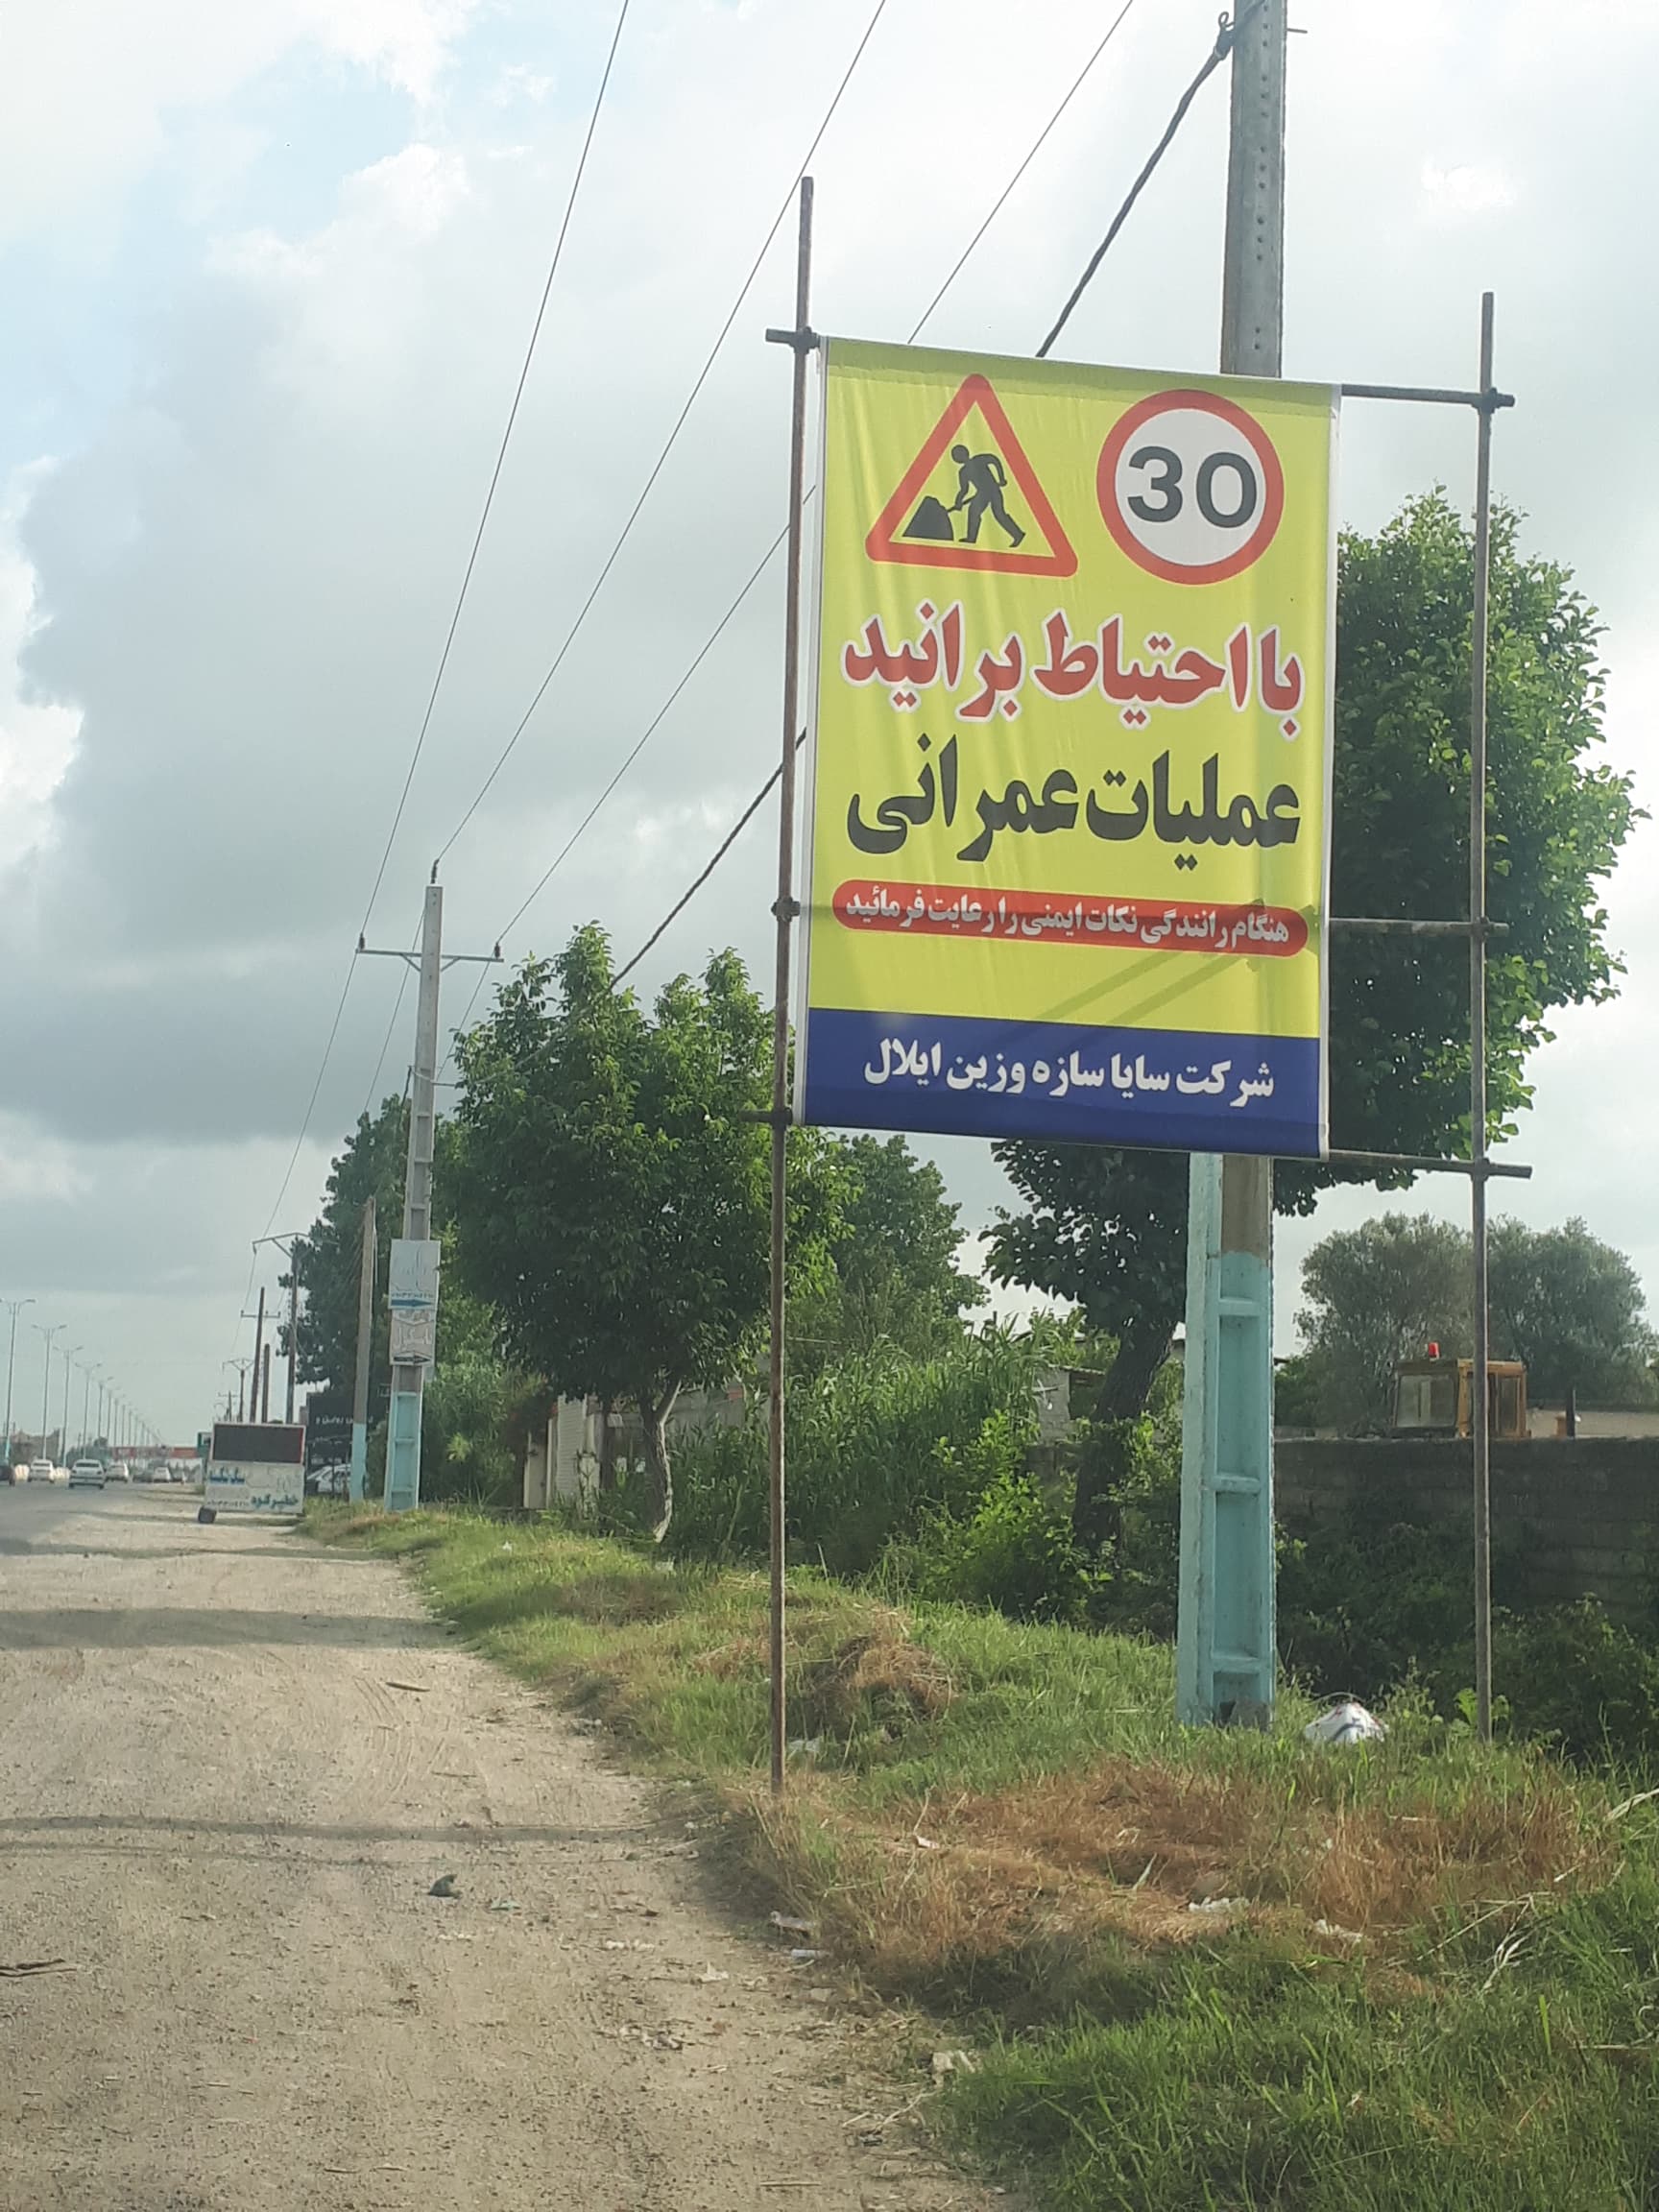 30
با احتیاط برانید
عملیات عمرانی
هنگام رانندگی نکات ایمنی را رعایت فرمائید
شرکت سایا سازه وزین ایلال